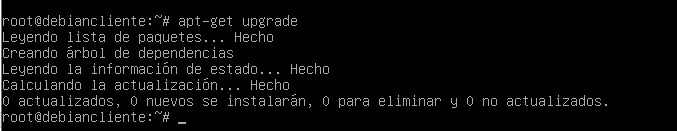 root@debiancliente:~# apt-get upgrade
Leyendo lista de paquetes... Hecho
Creando árbol de dependencias
Leyendo la información de estado... Hecho
Calculando la actualización... Hecho
0 actualizados, 0 nuevos se instalarán, 0 para eliminar y 0 no actualizados.
root@debiancliente:~# _